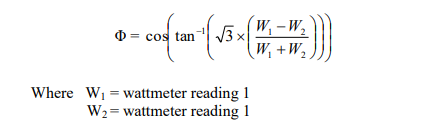 Φ = cos(tan⁻¹(√3 × ((W₁ − W₂)/(W₁ + W₂))))
Where W₁ = wattmeter reading 1
W₂ = wattmeter reading 1